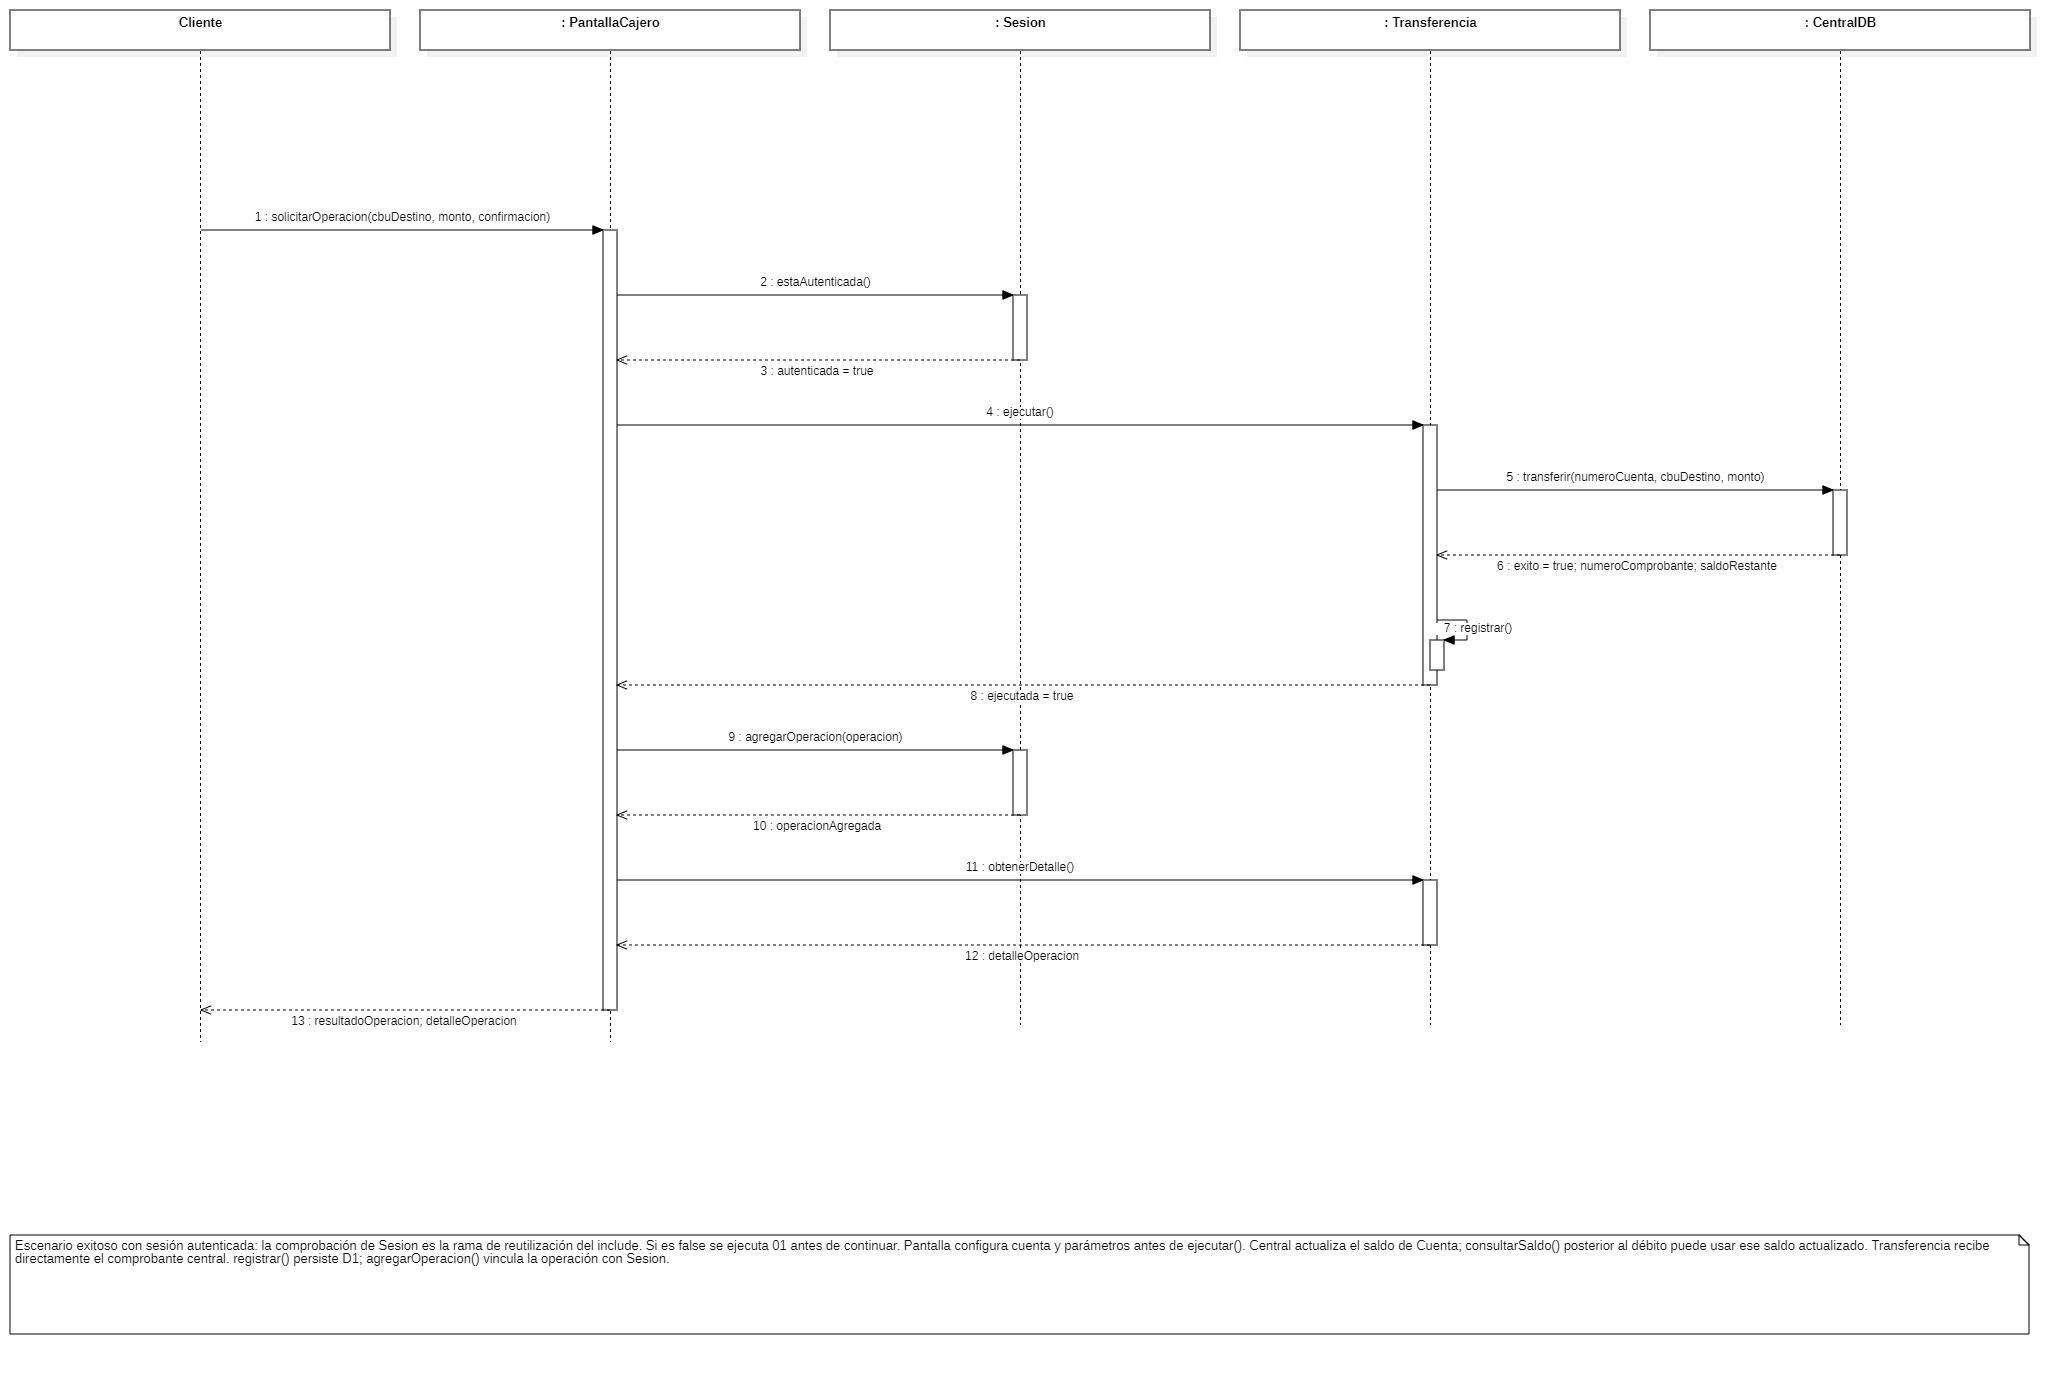 Cliente
: PantallaCajero
: Sesion
: Transferencia
: CentralDB
1 : solicitarOperacion(cbuDestino, monto, confirmacion)
2 : estaAutenticada()
3 : autenticada = true
4 : ejecutar()
5 : transferir(numeroCuenta, cbuDestino, monto)
6 : exito = true; numeroComprobante; saldoRestante
7 : registrar()
8 : ejecutada = true
9 : agregarOperacion(operacion)
10 : operacionAgregada
11 : obtenerDetalle()
12 : detalleOperacion
13 : resultadoOperacion; detalleOperacion
Escenario exitoso con sesión autenticada: la comprobación de Sesion es la rama de reutilización del include. Si es false se ejecuta 01 antes de continuar. Pantalla configura cuenta y parámetros antes de ejecutar(). Central actualiza el saldo de Cuenta; consultarSaldo() posterior al débito puede usar ese saldo actualizado. Transferencia recibe
directamente el comprobante central. registrar() persiste D1; agregarOperacion() vincula la operación con Sesion.